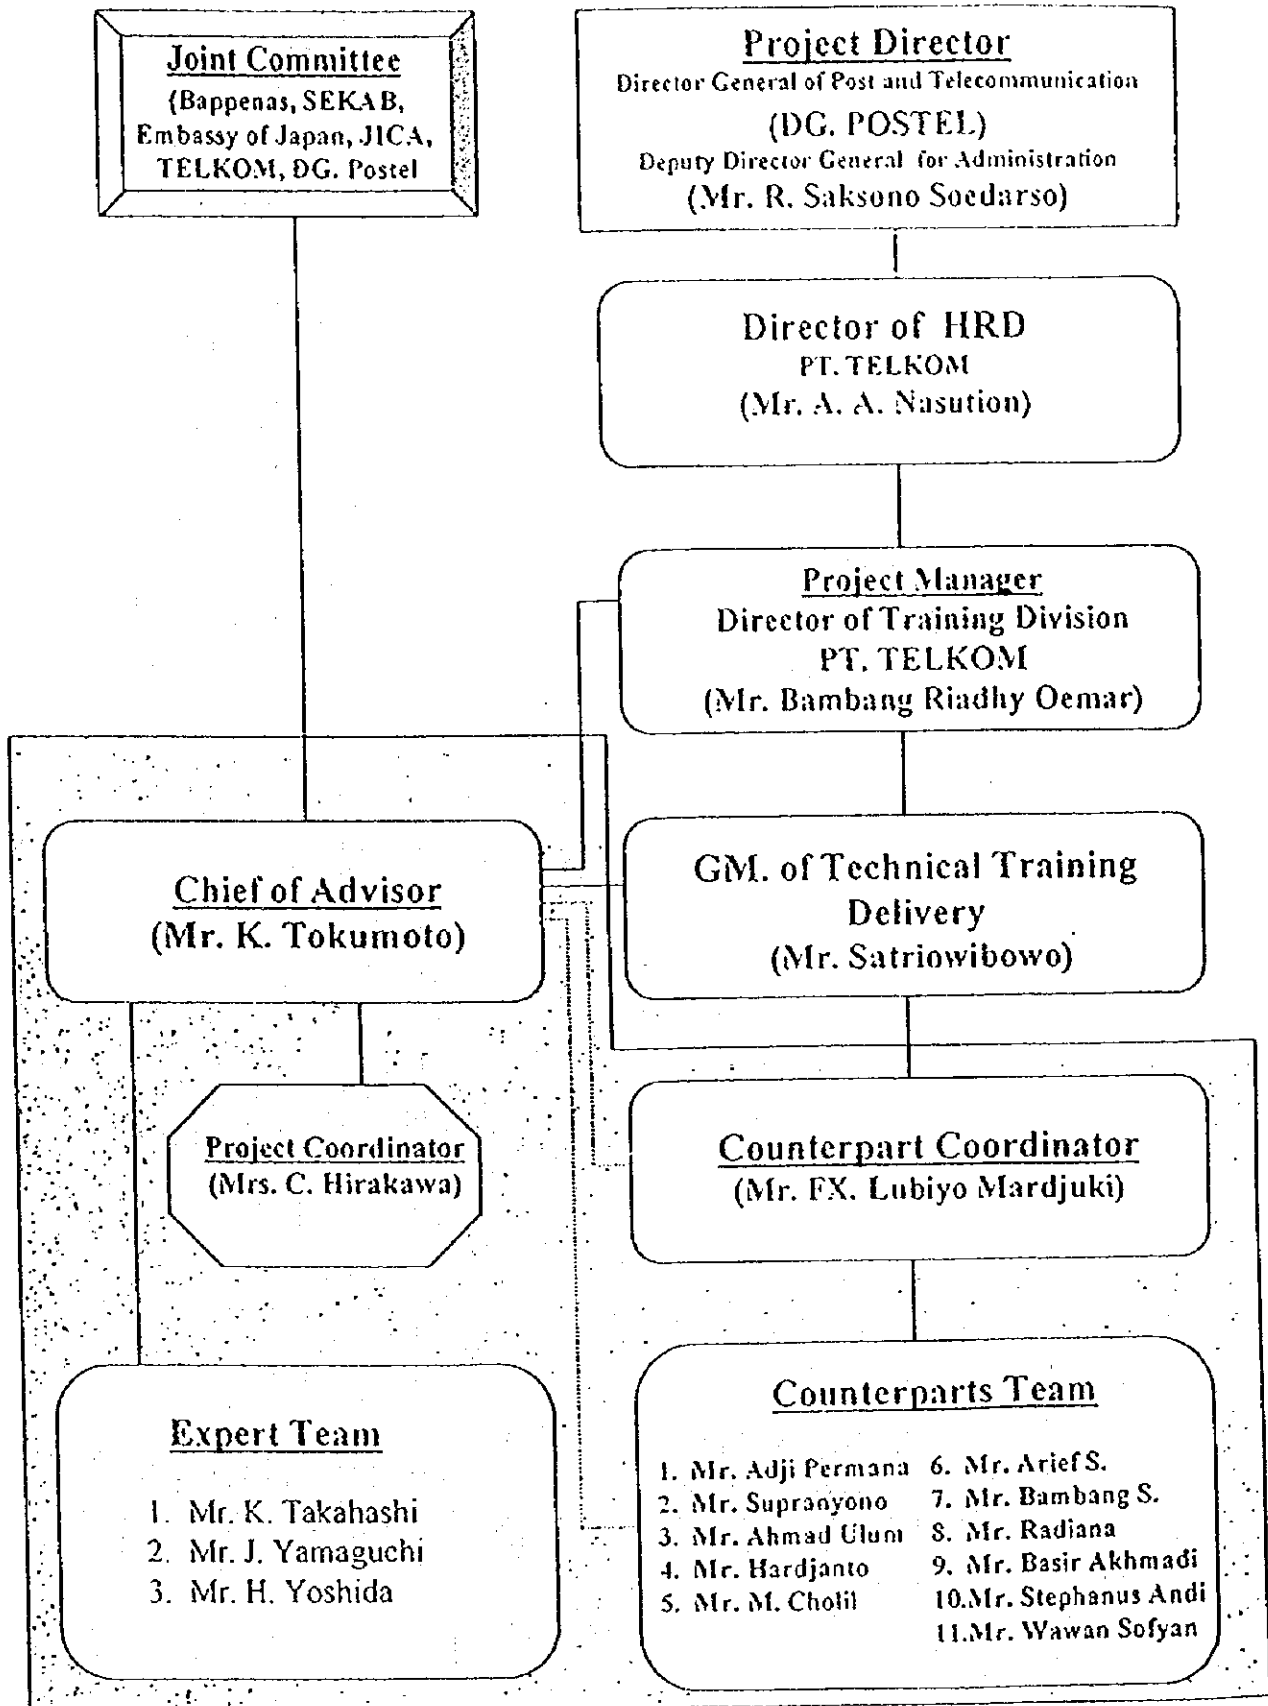 Joint Committee
(Bappenas, SEKAB,
Embassy of Japan, JICA,
TELKOM, DG. Postel
Project Director
Director General of Post and Telecommunication
(DG. POSTEL)
Deputy Director General for Administration
(Mr. R. Saksono Soedarso)
Director of HRD
PT. TELKOM
(Mr. A. A. Nasution)
Project Manager
Director of Training Division
PT. TELKOM
(Mr. Bambang Riadhy Oemar)
Chief of Advisor
(Mr. K. Tokumoto)
GM. of Technical Training
Delivery
(Mr. Satriowibowo)
Project Coordinator
(Mrs. C. Hirakawa)
Counterpart Coordinator
(Mr. FX. Lubiyo Mardjuki)
Expert Team
1. Mr. K. Takahashi
2. Mr. J. Yamaguchi
3. Mr. H. Yoshida
Counterparts Team
1. Mr. Adji Permana
2. Mr. Supranyono
3. Mr. Ahmad Ulum
4. Mr. Hardjanto
5. Mr. M. Cholil
6. Mr. Arief S.
7. Mr. Bambang S.
8. Mr. Radiana
9. Mr. Basir Akhmadi
10.Mr. Stephanus Andi
11.Mr. Wawan Sofyan